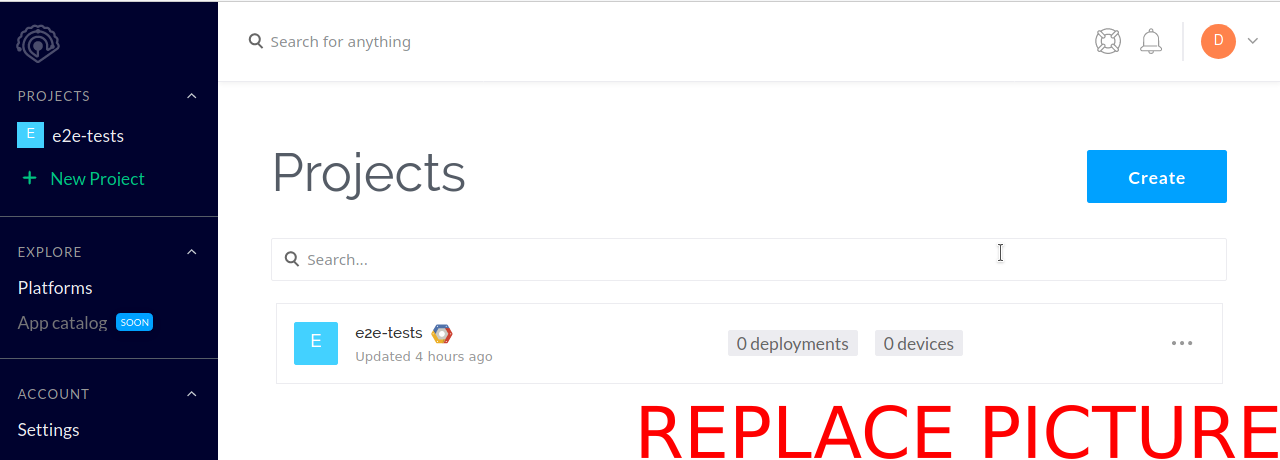 Search for anything
D
PROJECTS
E e2e-tests
+ New Project
EXPLORE
Platforms
App catalog SOON
ACCOUNT
Settings
Projects
Create
Search...
E
e2e-tests
Updated 4 hours ago
0 deployments
0 devices
REPLACE PICTURE